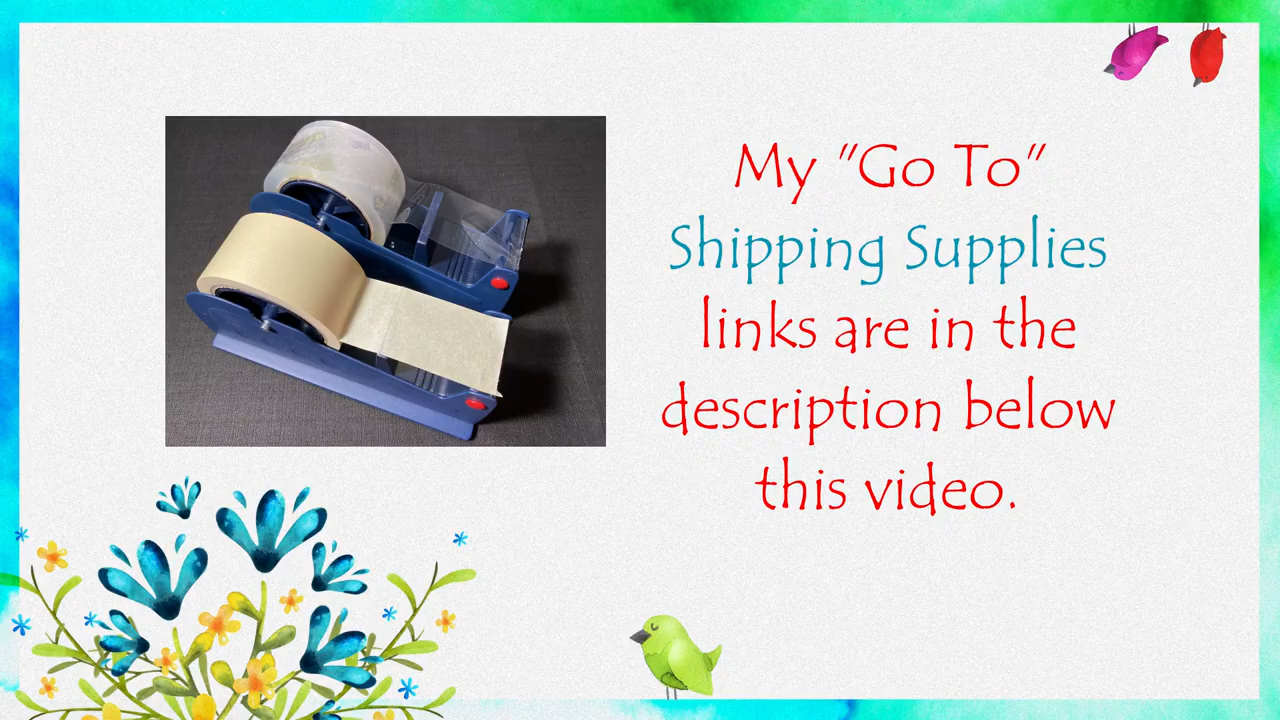 My "Go To"
Shipping Supplies
links are in the
description below
this video.